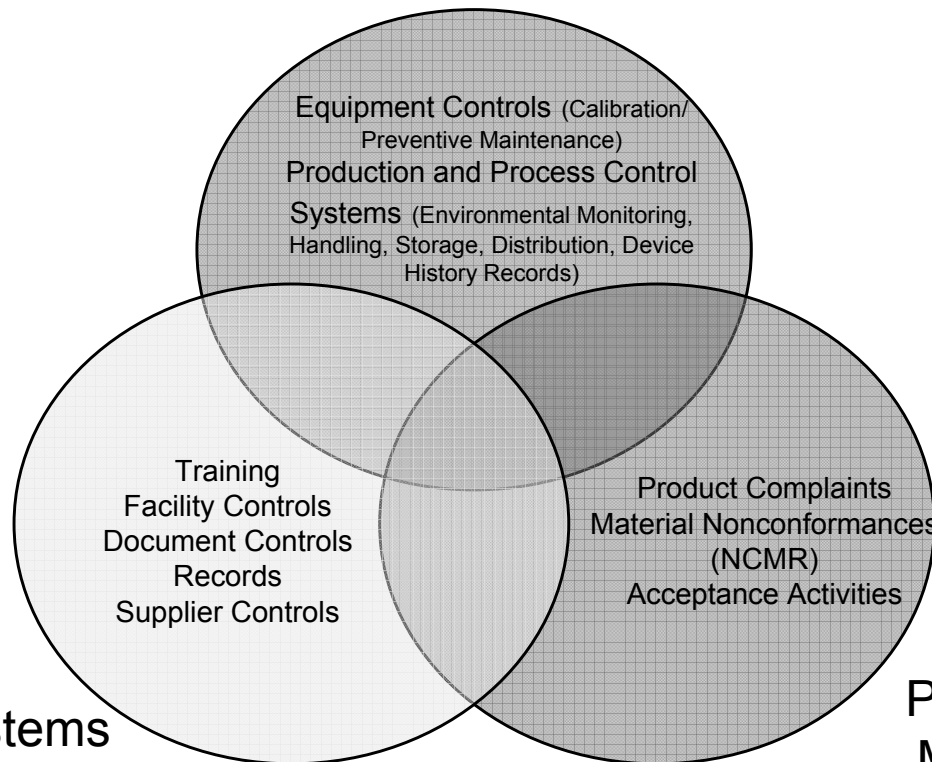 Equipment Controls (Calibration/
Preventive Maintenance)
Production and Process Control
Systems (Environmental Monitoring,
Handling, Storage, Distribution, Device
History Records)
Training
Facility Controls
Document Controls
Records
Supplier Controls
Product Complaints
Material Nonconformances
(NCMR)
Acceptance Activities
stems
P
M